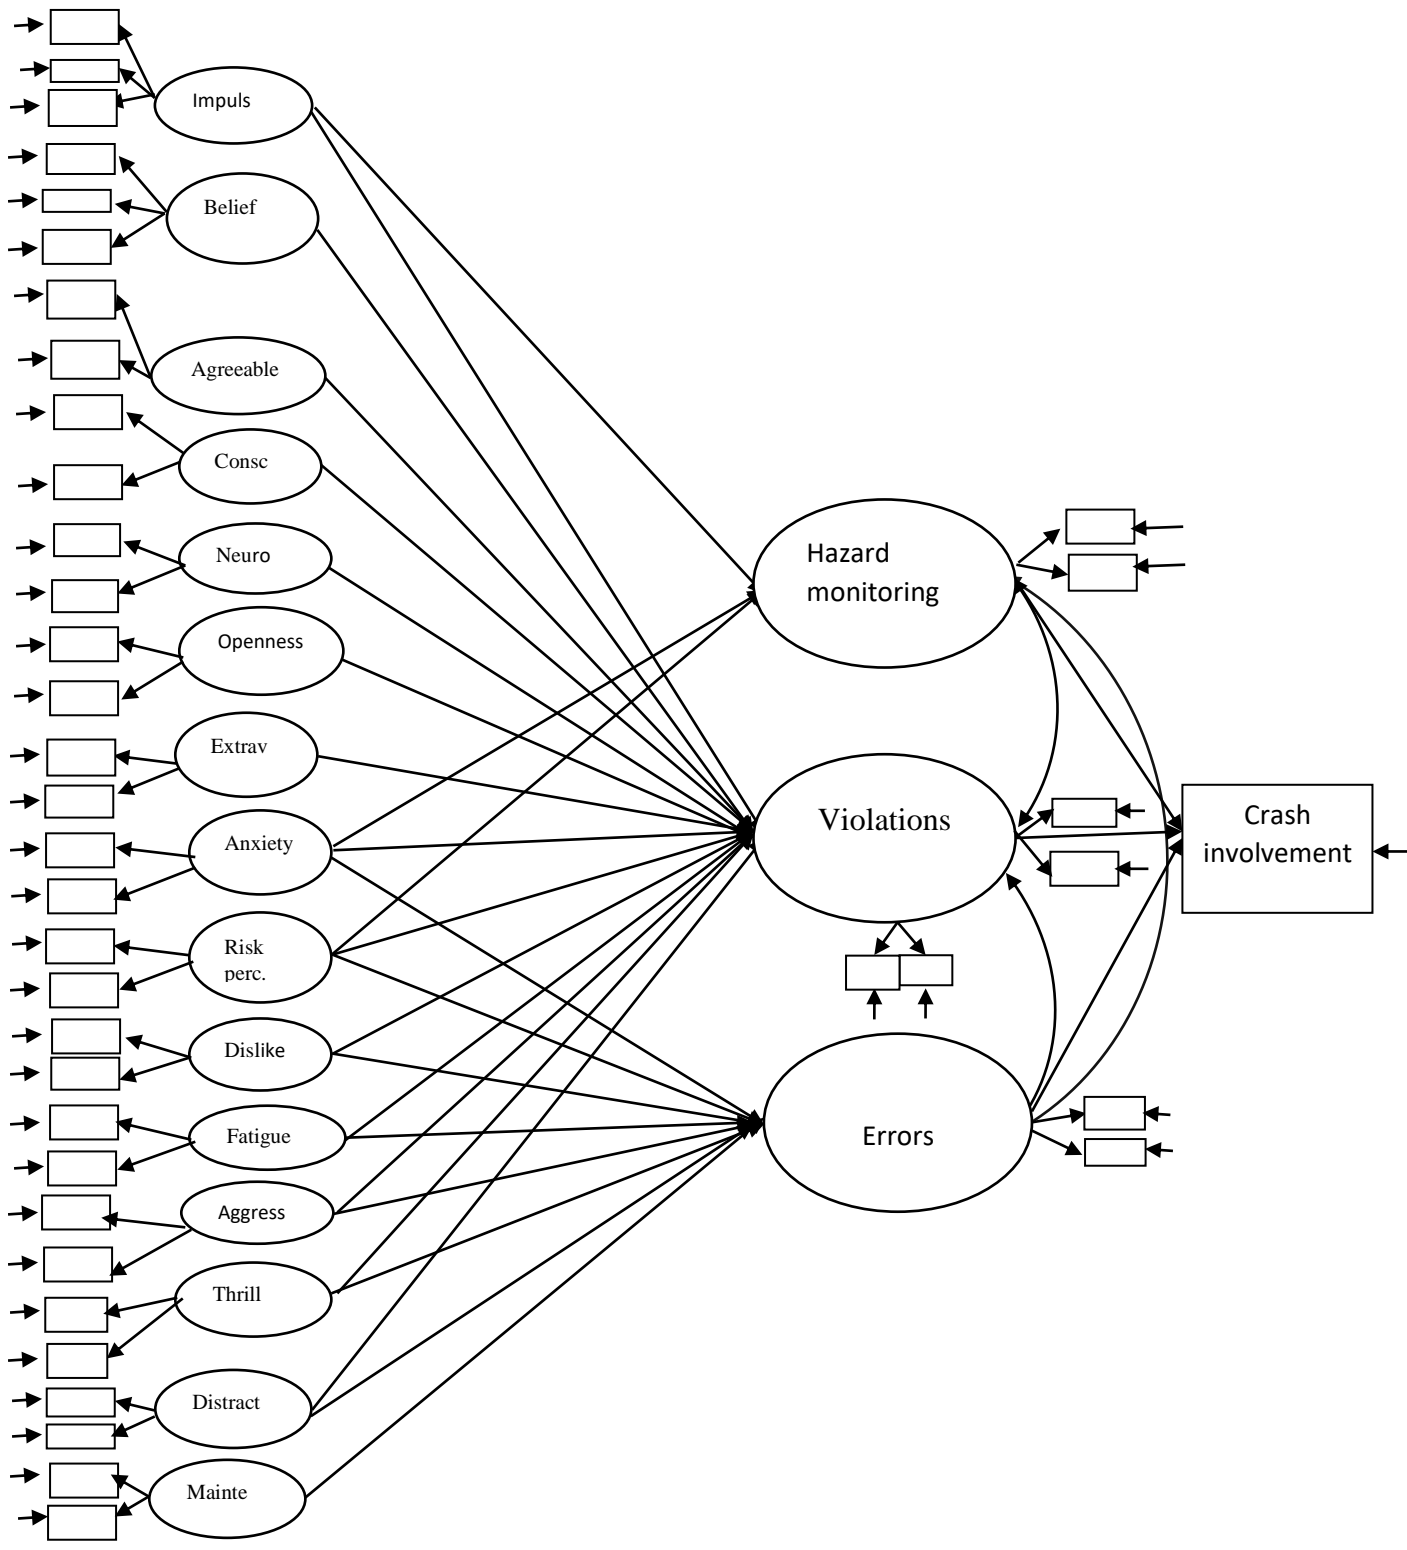 Impuls
Belief
Agreeable
Consc
Neuro
Openness
Extrav
Anxiety
Risk
perc.
Dislike
Fatigue
Aggress
Thrill
Distract
Mainte
Hazard
monitoring
Violations
Errors
Crash
involvement